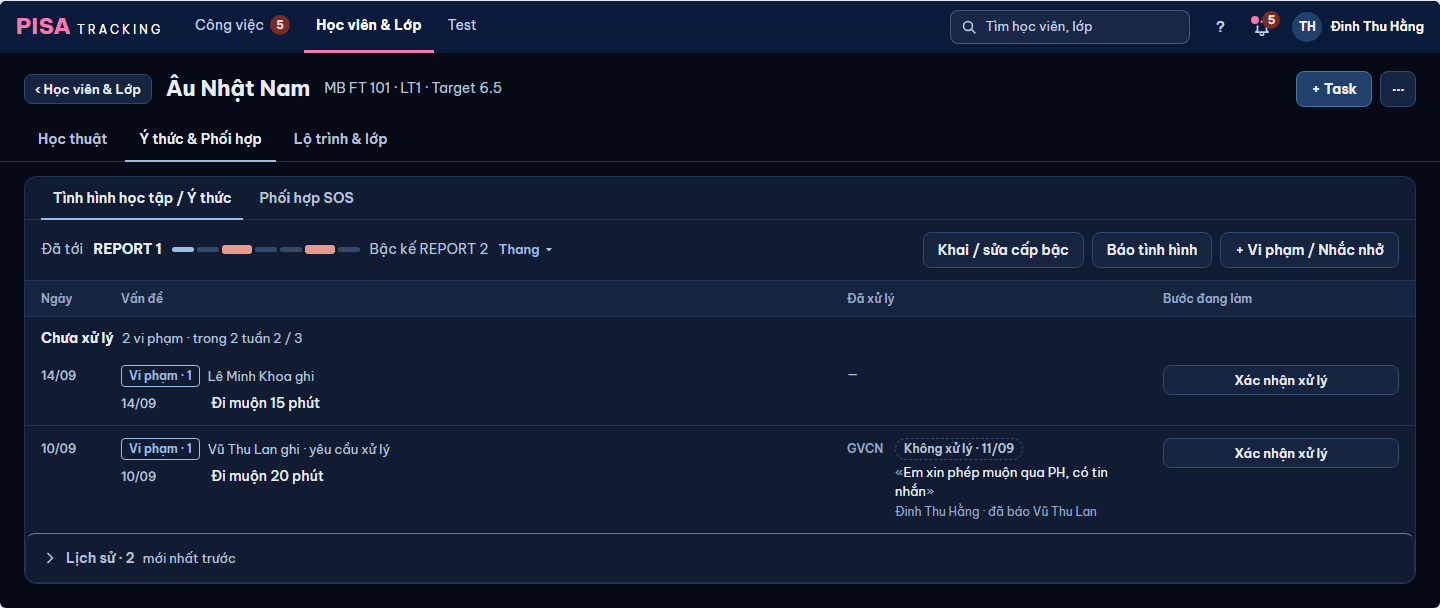 PISA TRACKING
Công việc 5
Học viên & Lớp
Test
Tìm học viên, lớp
?
5
TH
Đinh Thu Hằng
‹ Học viên & Lớp
Âu Nhật Nam
MB FT 101 · LT1 · Target 6.5
+ Task
···
Học thuật
Ý thức & Phối hợp
Lộ trình & lớp
Tình hình học tập / Ý thức
Phối hợp SOS
Đã tới REPORT 1
Bậc kế REPORT 2
Thang
Khai / sửa cấp bậc
Báo tình hình
+ Vi phạm / Nhắc nhở
Ngày
Vấn đề
Đã xử lý
Bước đang làm
Chưa xử lý 2 vi phạm · trong 2 tuần 2 / 3
14/09
Vi phạm · 1
Lê Minh Khoa ghi
—
Xác nhận xử lý
14/09
Đi muộn 15 phút
10/09
Vi phạm · 1
Vũ Thu Lan ghi · yêu cầu xử lý
GVCN
Không xử lý · 11/09
Xác nhận xử lý
10/09
Đi muộn 20 phút
«Em xin phép muộn qua PH, có tin
nhắn»
Đinh Thu Hằng · đã báo Vũ Thu Lan
Lịch sử · 2 mới nhất trước